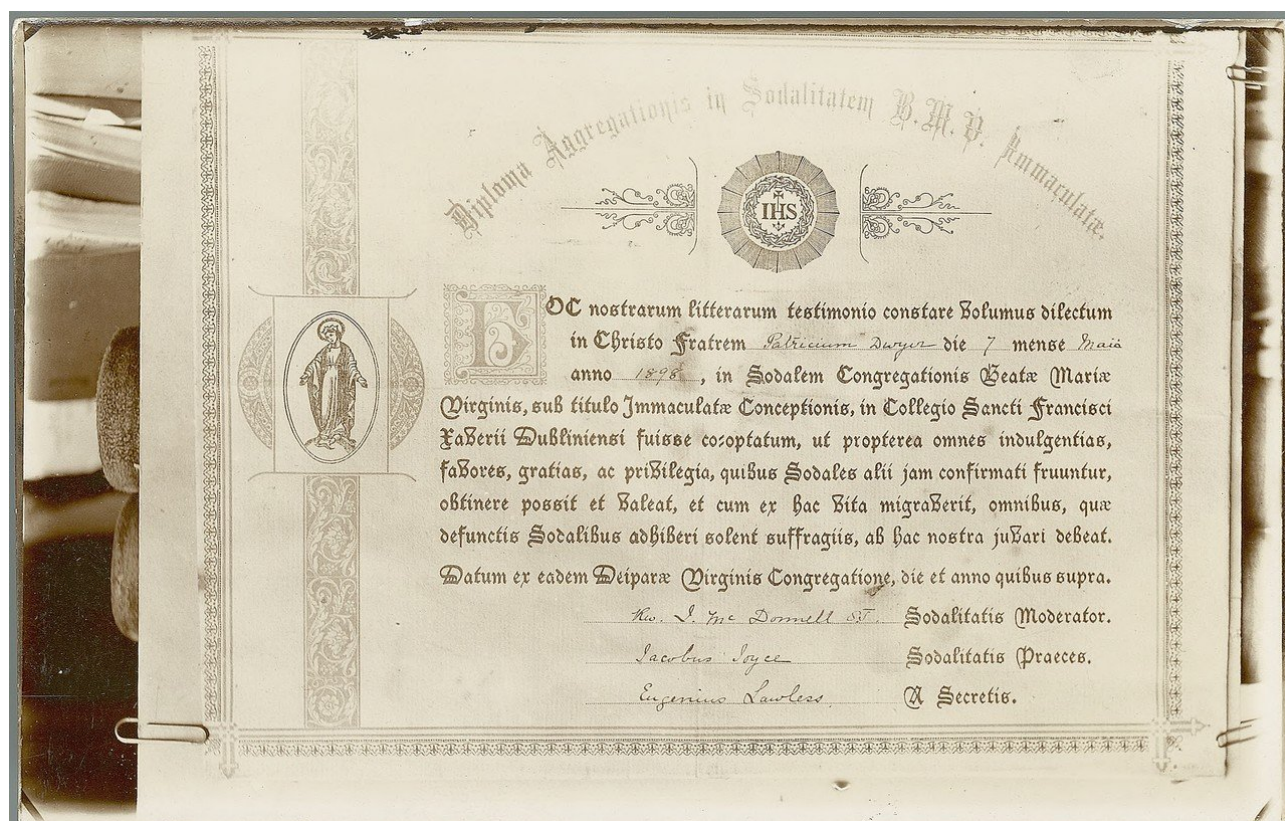 Diploma Aggregationis in Sodalitatem B. M. V. Immaculatæ.
IHS
HOC nostrarum litterarum testimonio constare volumus dilectum
in Christo Fratrem Patricium Dwyer die 7 mense Maio
anno 1898, in Sodalem Congregationis Beatæ Mariæ
Virginis, sub titulo Immaculatæ Conceptionis, in Collegio Sancti Francisci
Xaverii Dubliniensi fuisse co-optatum, ut propterea omnes indulgentias,
favores, gratias, ac privilegia, quibus Sodales alii jam confirmati fruuntur,
obtinere possit et valeat, et cum ex hac vita migraverit, omnibus, quæ
defunctis Sodalibus adhiberi solent suffragiis, ab hac nostra juvari debeat.
Datum ex eadem Deiparæ Virginis Congregatione, die et anno quibus supra.
Rev. J. McDonnell S.J. Sodalitatis Moderator.
Jacobus Joyce Sodalitatis Praeces.
Eugenius Lawless A Secretis.